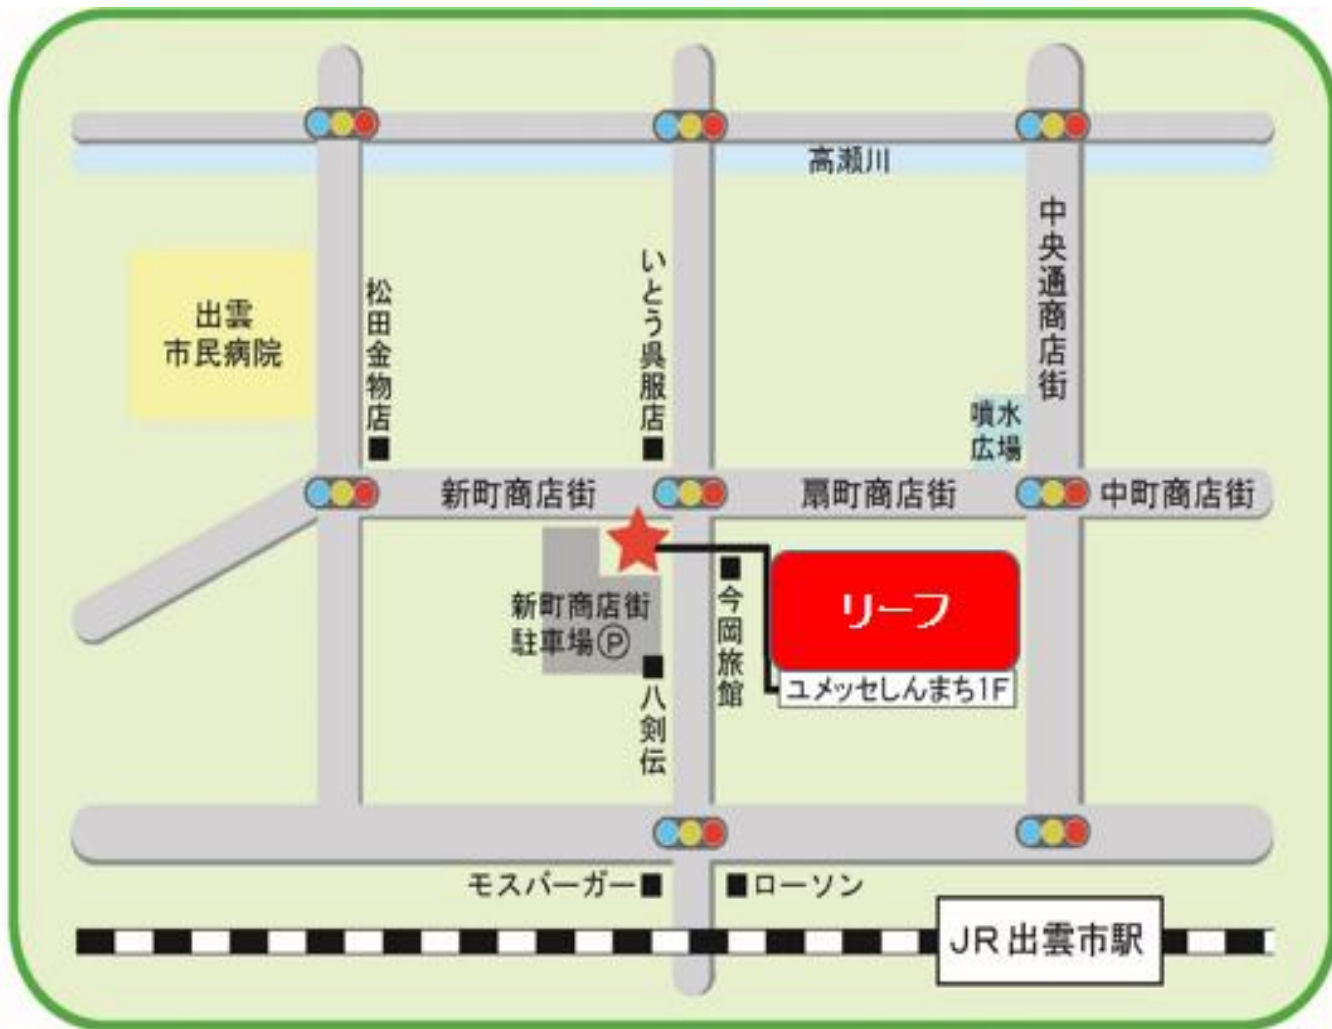 高瀬川
中央通商店街
いとう呉服店
松田金物店
出雲
市民病院
噴水
広場
新町商店街
扇町商店街
中町商店街
リーフ
ユメッセしんまち1F
今岡旅館
新町商店街
駐車場Ⓟ
八剣伝
モスバーガー
ローソン
JR出雲市駅